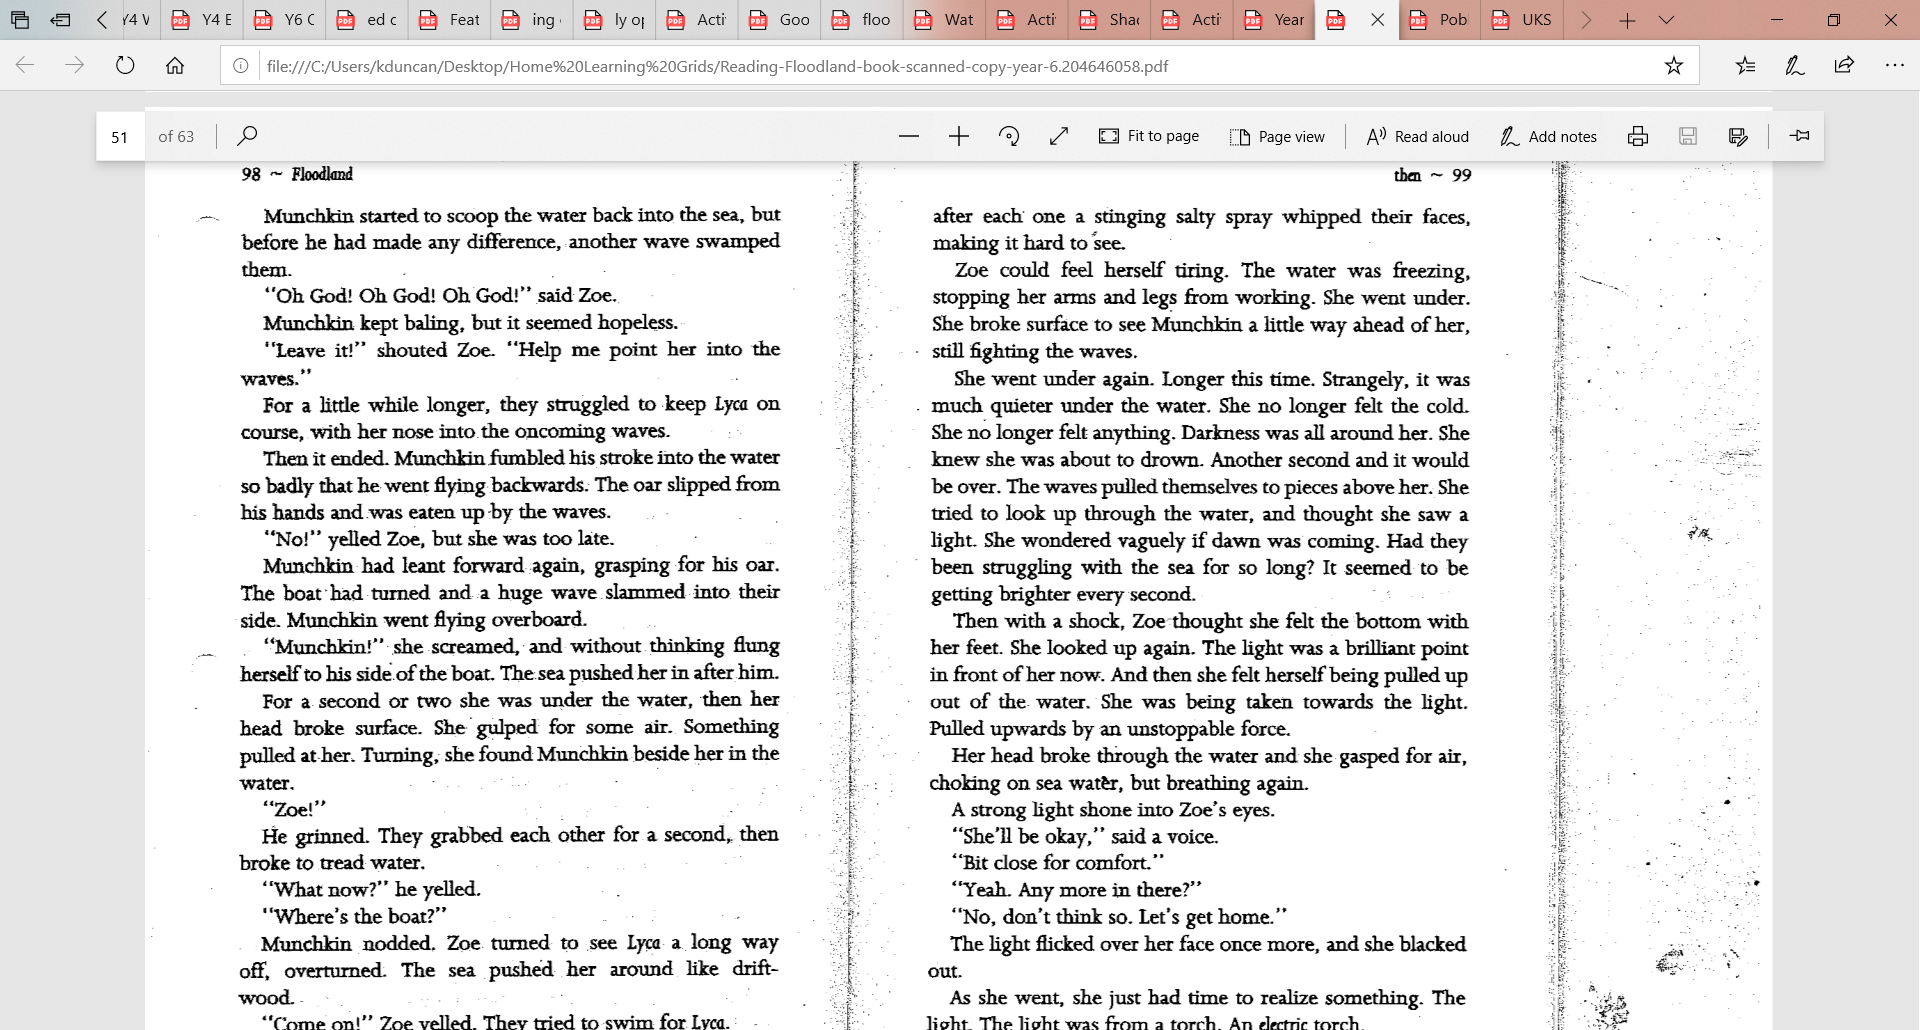 Y4 V
Y4 E
Y6 C
ed c
Feat
ing
ly o
Acti
Goo
floo
Wat
Acti
Shac
Acti
Year
Pob
UKS
file:///C:/Users/kduncan/Desktop/Home%20Learning%20Grids/Reading-Floodland-book-scanned-copy-year-6.204646058.pdf
51 of 63
Fit to page
Page view
Read aloud
Add notes
98 ~ Floodland
Munchkin started to scoop the water back into the sea, but
before he had made any difference, another wave swamped
them.
"Oh God! Oh God! Oh God!" said Zoe.
Munchkin kept baling, but it seemed hopeless.
"Leave it!" shouted Zoe. "Help me point her into the
waves."
For a little while longer, they struggled to keep Lyca on
course, with her nose into the oncoming waves.
Then it ended. Munchkin fumbled his stroke into the water
so badly that he went flying backwards. The oar slipped from
his hands and was eaten up by the waves.
"No!" yelled Zoe, but she was too late.
Munchkin had leant forward again, grasping for his oar.
The boat had turned and a huge wave slammed into their
side. Munchkin went flying overboard.
"Munchkin!" she screamed, and without thinking flung
herself to his side of the boat. The sea pushed her in after him.
For a second or two she was under the water, then her
head broke surface. She gulped for some air. Something
pulled at her. Turning, she found Munchkin beside her in the
water.
"Zoe!"
He grinned. They grabbed each other for a second, then
broke to tread water.
"What now?" he yelled.
"Where's the boat?"
Munchkin nodded. Zoe turned to see Lyca a long way
off, overturned. The sea pushed her around like drift-
wood.
"Come on!" Zoe yelled. They tried to swim for Lyca.
then ~ 99
after each one a stinging salty spray whipped their faces,
making it hard to see.
Zoe could feel herself tiring. The water was freezing,
stopping her arms and legs from working. She went under.
She broke surface to see Munchkin a little way ahead of her,
still fighting the waves.
She went under again. Longer this time. Strangely, it was
much quieter under the water. She no longer felt the cold.
She no longer felt anything. Darkness was all around her. She
knew she was about to drown. Another second and it would
be over. The waves pulled themselves to pieces above her. She
tried to look up through the water, and thought she saw a
light. She wondered vaguely if dawn was coming. Had they
been struggling with the sea for so long? It seemed to be
getting brighter every second.
Then with a shock, Zoe thought she felt the bottom with
her feet. She looked up again. The light was a brilliant point
in front of her now. And then she felt herself being pulled up
out of the water. She was being taken towards the light.
Pulled upwards by an unstoppable force.
Her head broke through the water and she gasped for air,
choking on sea water, but breathing again.
A strong light shone into Zoe's eyes.
"She'll be okay," said a voice.
"Bit close for comfort."
"Yeah. Any more in there?"
"No, don't think so. Let's get home."
The light flicked over her face once more, and she blacked
out.
As she went, she just had time to realize something. The
light. The light was from a torch. An electric torch.